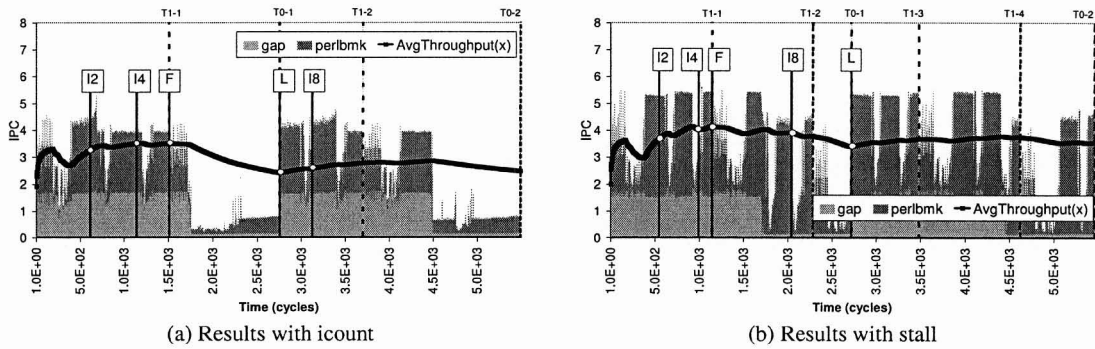 T1-1 T0-1 T1-2 T0-2
8
7
6
5
4
3
2
1
0
IPC
gap perlbmk AvgThroughput(x)
I2 I4 F L I8
1.0E+00 5.0E+02 1.0E+03 1.5E+03 2.0E+03 2.5E+03 3.0E+03 3.5E+03 4.0E+03 4.5E+03 5.0E+03
Time (cycles)
(a) Results with icount
T1-1 T1-2 T0-1 T1-3 T1-4 T0-2
8
7
6
5
4
3
2
1
0
IPC
I2 I4 F I8 L
gap perlbmk AvgThroughput(x)
1.0E+00 5.0E+02 1.0E+03 1.5E+03 2.0E+03 2.5E+03 3.0E+03 3.5E+03 4.0E+03 4.5E+03 5.0E+03
Time (cycles)
(b) Results with stall